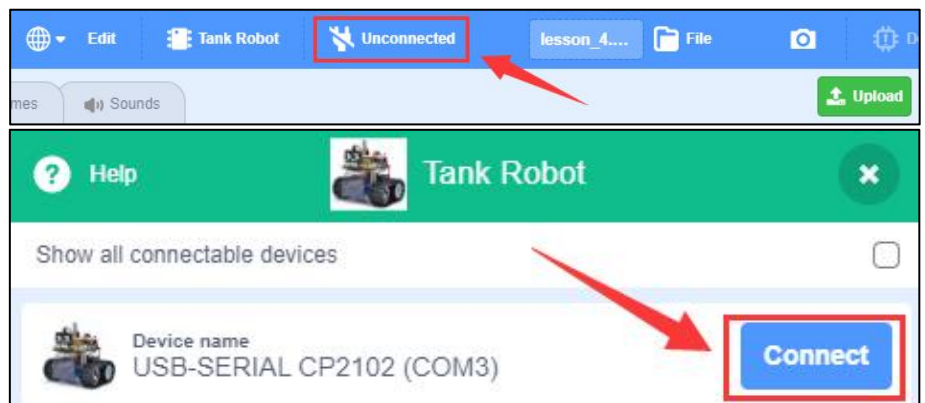 Edit Tank Robot Unconnected lesson_4.... File
Sounds Upload
Help Tank Robot
Show all connectable devices
Device name
USB-SERIAL CP2102 (COM3)
Connect